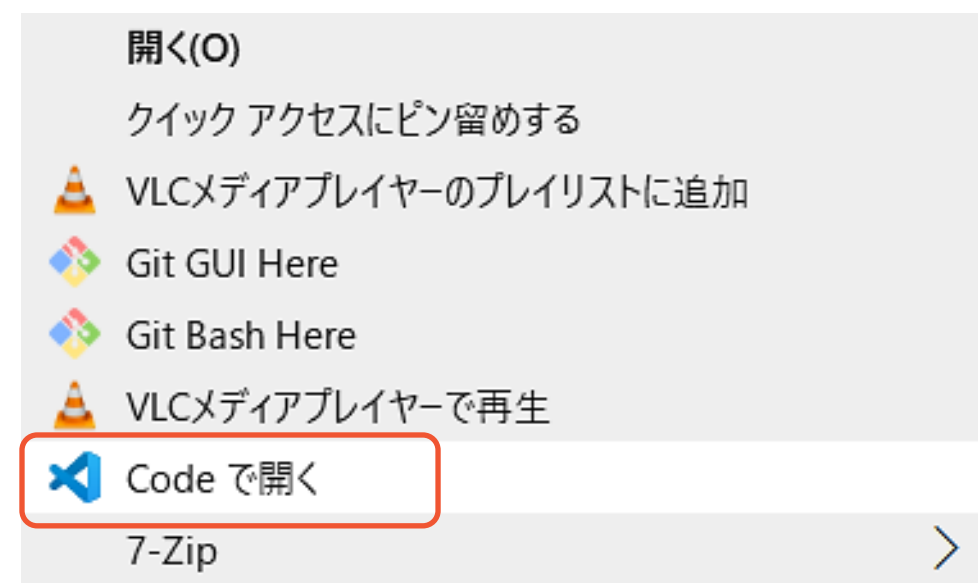 開く(O)
クイック アクセスにピン留めする
VLCメディアプレイヤーのプレイリストに追加
Git GUI Here
Git Bash Here
VLCメディアプレイヤーで再生
Code で開く
7-Zip